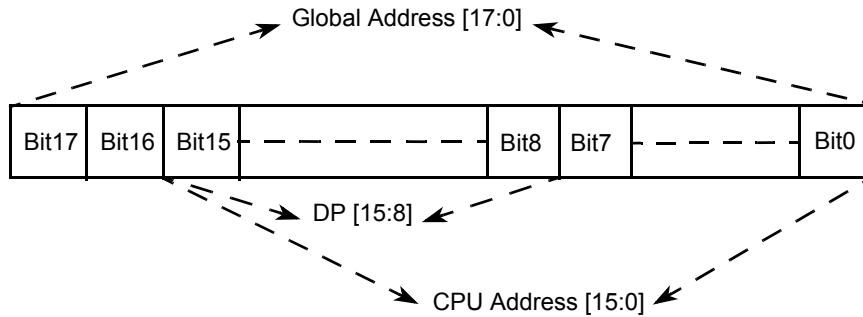 Global Address [17:0]
Bit17 Bit16 Bit15 Bit8 Bit7 Bit0
DP [15:8]
CPU Address [15:0]